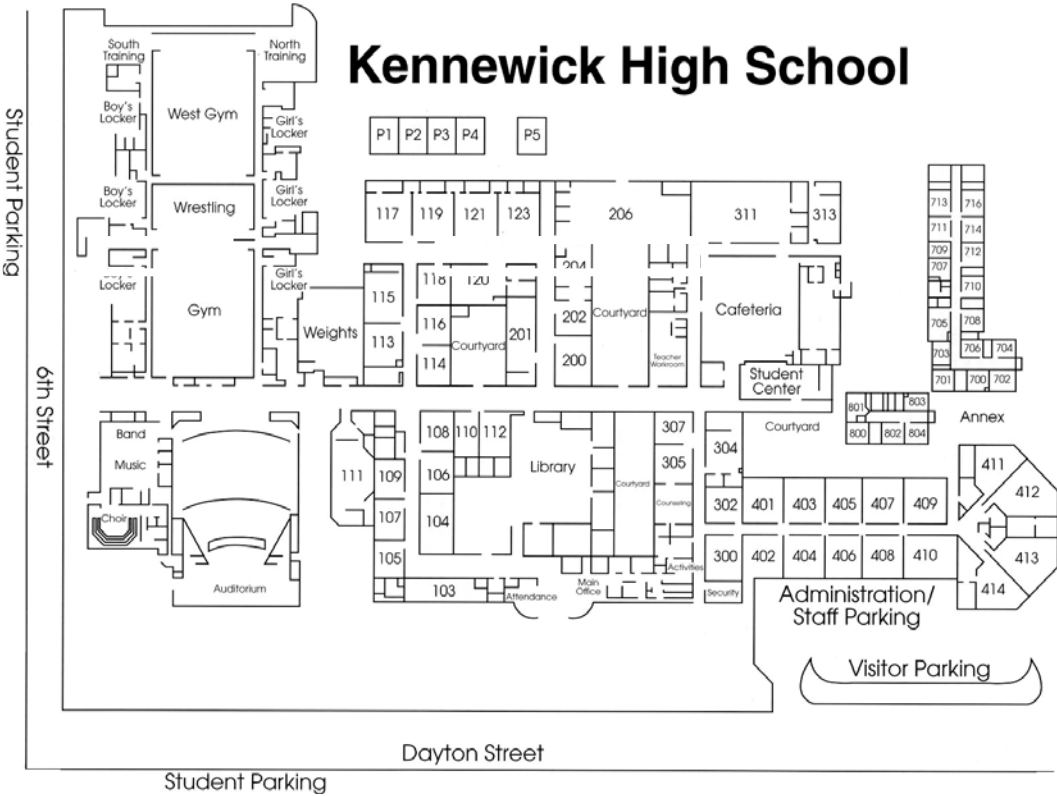 Kennewick High School
South
Training
North
Training
Student Parking
Boy's
Locker
West Gym
Girl's
Locker
P1
P2
P3
P4
P5
Boy's
Locker
Wrestling
Girl's
Locker
117
119
121
123
206
311
313
713
716
711
714
709
712
707
710
705
708
703
706
704
701
700
702
Locker
Gym
Girl's
Locker
Weights
115
113
118
120
116
114
Courtyard
201
204
202
200
Courtyard
Teacher
Workroom
Cafeteria
Student
Center
6th Street
Band
Music
Choir
Auditorium
111
109
107
105
103
108
110
112
106
104
Library
Courtyard
307
305
Counseling
Activities
Attendance
Main
Office
304
302
300
Security
Courtyard
801
803
800
802
804
Annex
401
403
405
407
409
402
404
406
408
410
411
412
413
414
Administration/
Staff Parking
Visitor Parking
Dayton Street
Student Parking